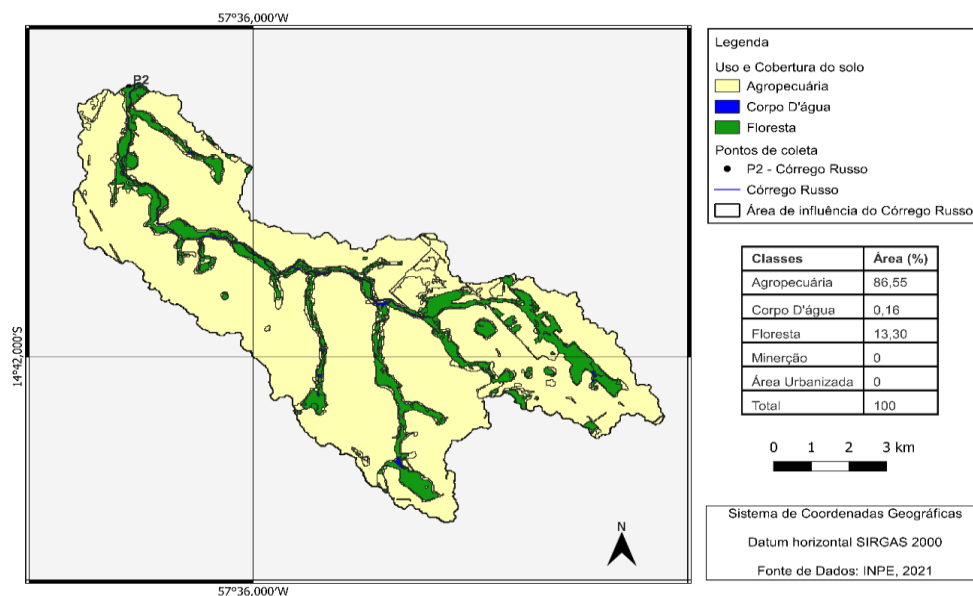 57°36,000'W
P2
14°42,000'S
57°36,000'W
N
Legenda
Uso e Cobertura do solo
Agropecuária
Corpo D'água
Floresta
Pontos de coleta
P2 - Córrego Russo
Córrego Russo
Área de influência do Córrego Russo
Classes Área (%)
Agropecuária 86,55
Corpo D'água 0,16
Floresta 13,30
Minerção 0
Área Urbanizada 0
Total 100
0 1 2 3 km
Sistema de Coordenadas Geográficas
Datum horizontal SIRGAS 2000
Fonte de Dados: INPE, 2021